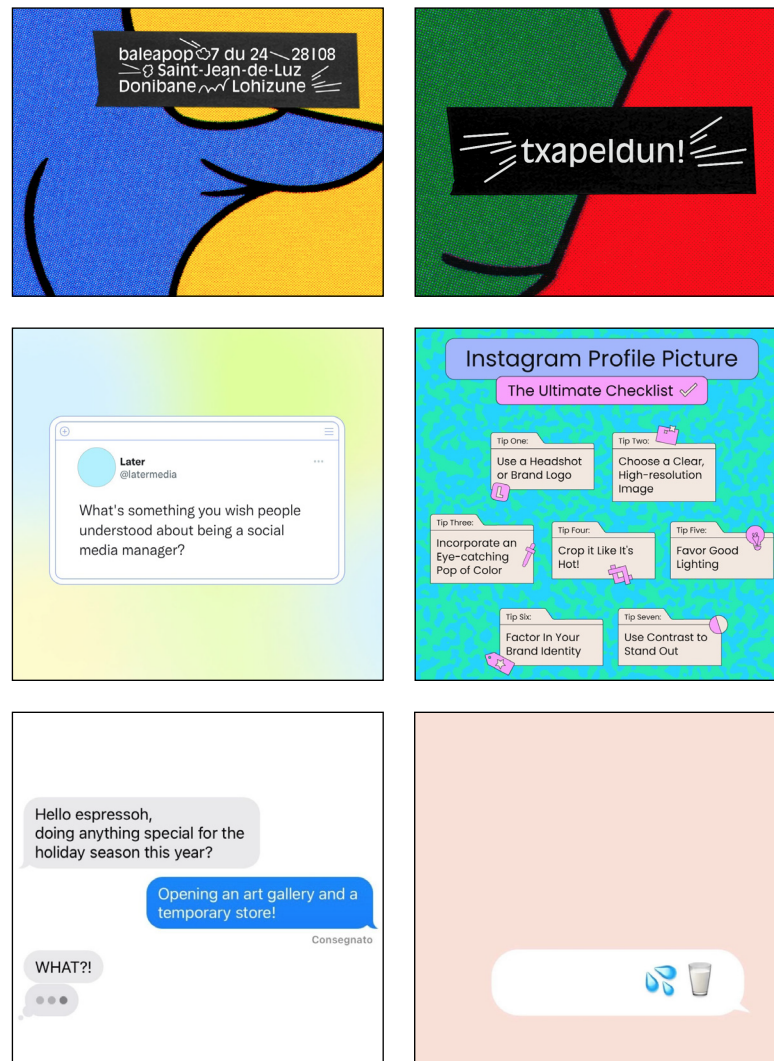 baleapop 7 du 24 28108
Saint-Jean-de-Luz
Donibane Lohizune
txapeldun!
Later
@latermedia
What's something you wish people
understood about being a social
media manager?
Instagram Profile Picture
The Ultimate Checklist
Tip One:
Use a Headshot
or Brand Logo
L
Tip Two:
Choose a Clear,
High-resolution
Image
Tip Three:
Incorporate an
Eye-catching
Pop of Color
Tip Four:
Crop it Like It's
Hot!
Tip Five:
Favor Good
Lighting
Tip Six:
Factor In Your
Brand Identity
Tip Seven:
Use Contrast to
Stand Out
Hello espressoh,
doing anything special for the
holiday season this year?
Opening an art gallery and a
temporary store!
Consegnato
WHAT?!